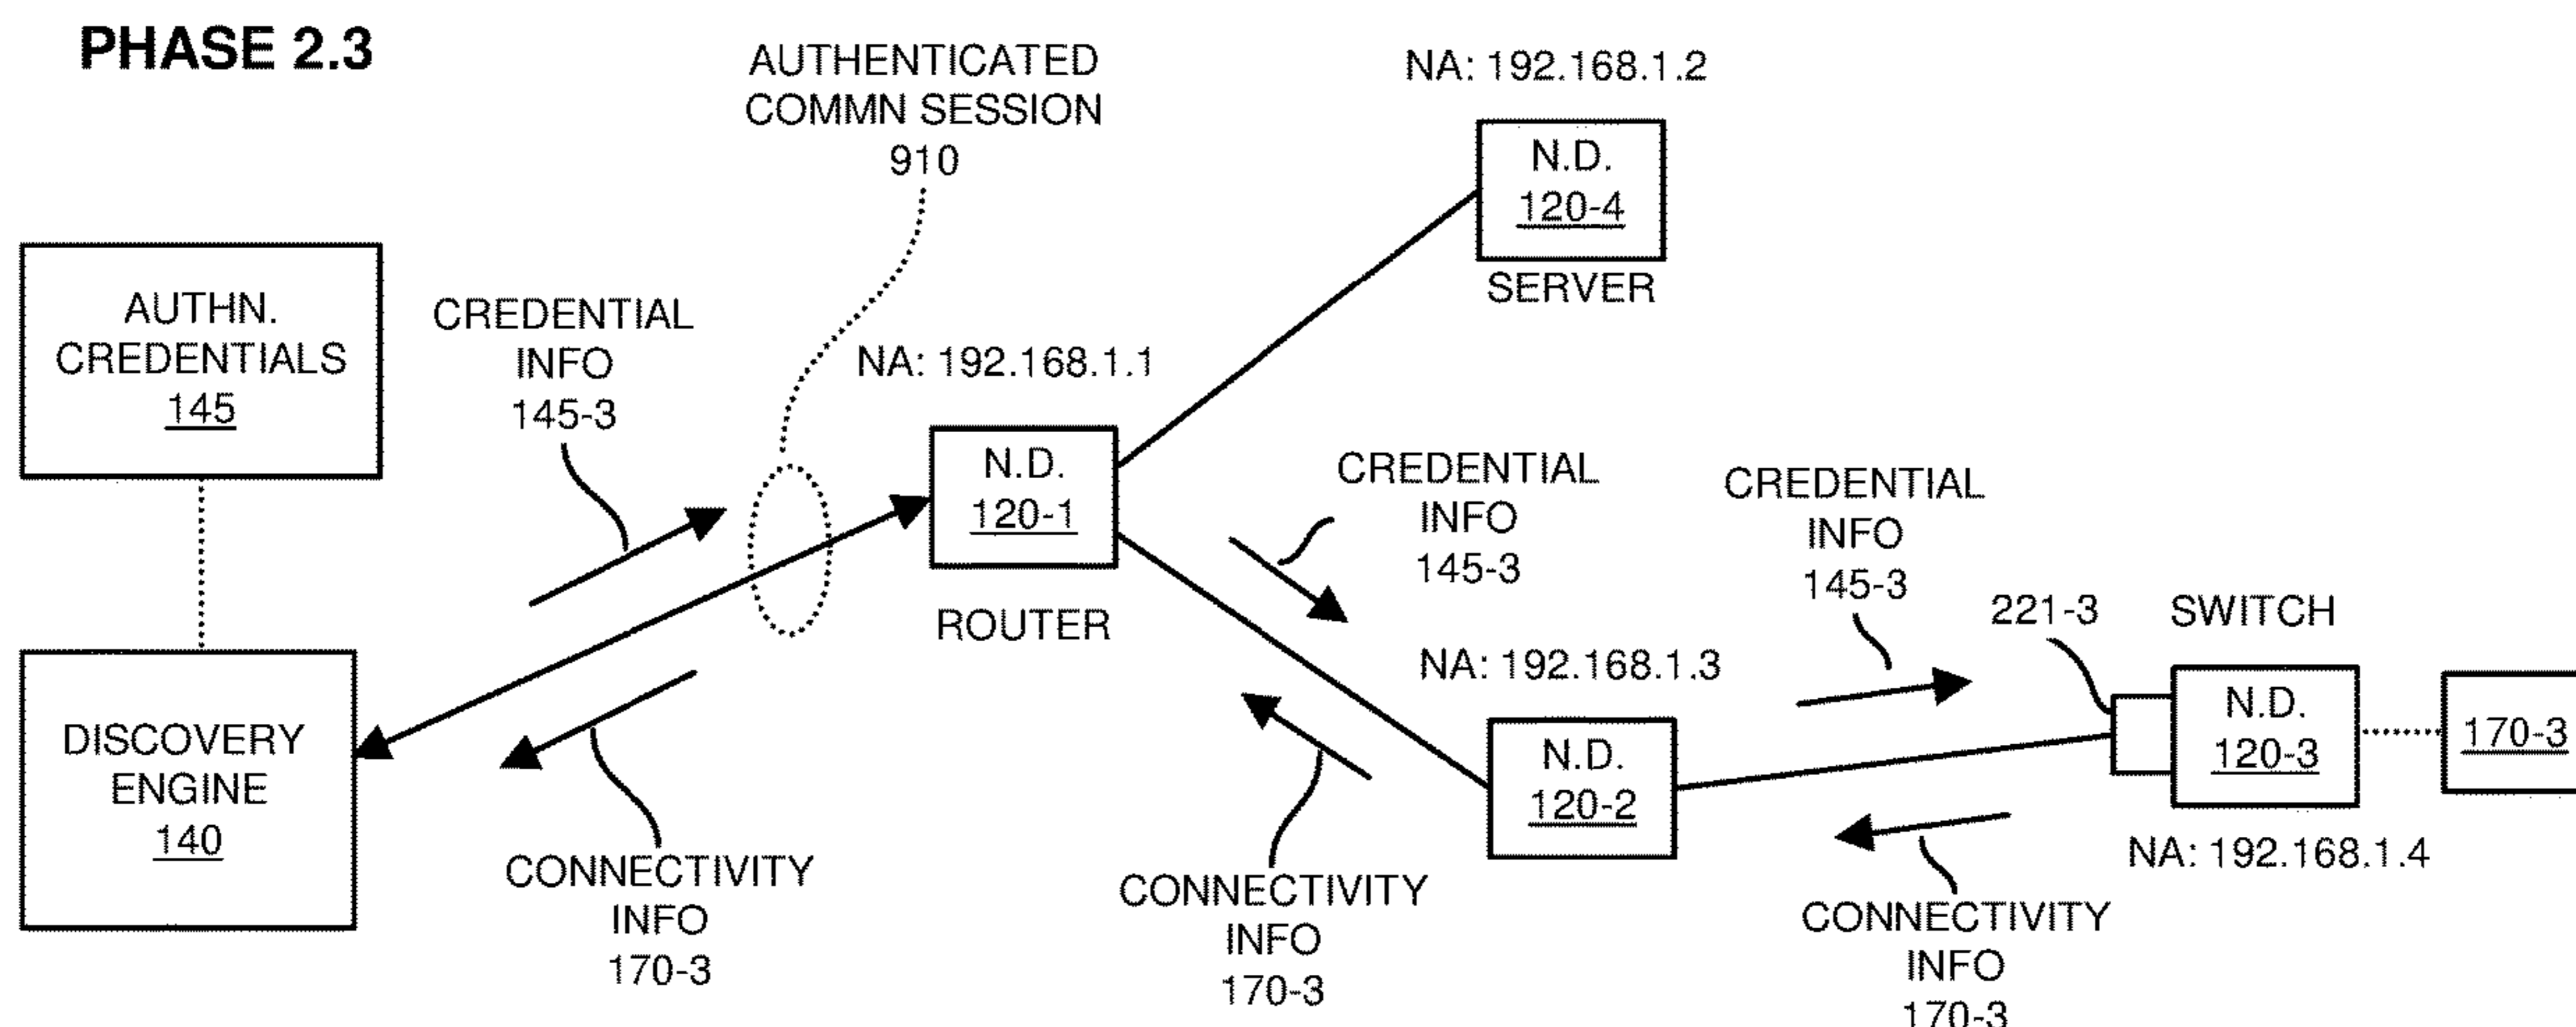 PHASE 2.3
AUTHENTICATED
COMMN SESSION
910
NA: 192.168.1.2
N.D.
120-4
SERVER
AUTHN.
CREDENTIALS
145
CREDENTIAL
INFO
145-3
NA: 192.168.1.1
N.D.
120-1
ROUTER
CREDENTIAL
INFO
145-3
CREDENTIAL
INFO
145-3
221-3
SWITCH
N.D.
120-3
170-3
NA: 192.168.1.4
NA: 192.168.1.3
N.D.
120-2
DISCOVERY
ENGINE
140
CONNECTIVITY
INFO
170-3
CONNECTIVITY
INFO
170-3
CONNECTIVITY
INFO
170-3